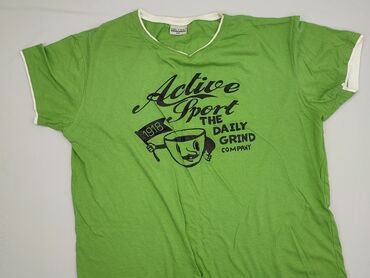 Active
Sport
THE
DAILY
GRIND
COMPANY
1918